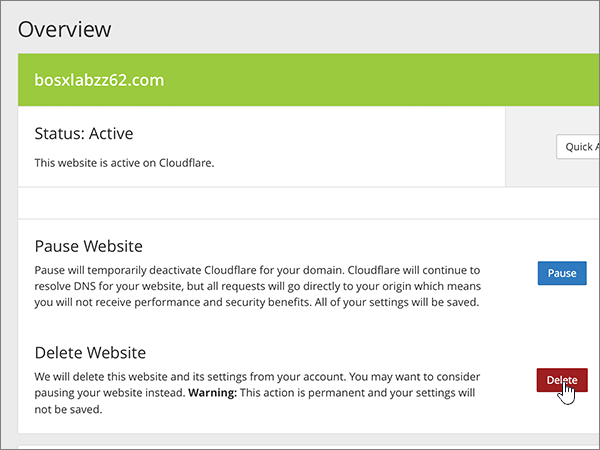 Overview
bosxlabzz62.com
Status: Active
This website is active on Cloudflare.
Quick A
Pause Website
Pause will temporarily deactivate Cloudflare for your domain. Cloudflare will continue to
resolve DNS for your website, but all requests will go directly to your origin which means
you will not receive performance and security benefits. All of your settings will be saved.
Pause
Delete Website
We will delete this website and its settings from your account. You may want to consider
pausing your website instead. Warning: This action is permanent and your settings will
not be saved.
Delete